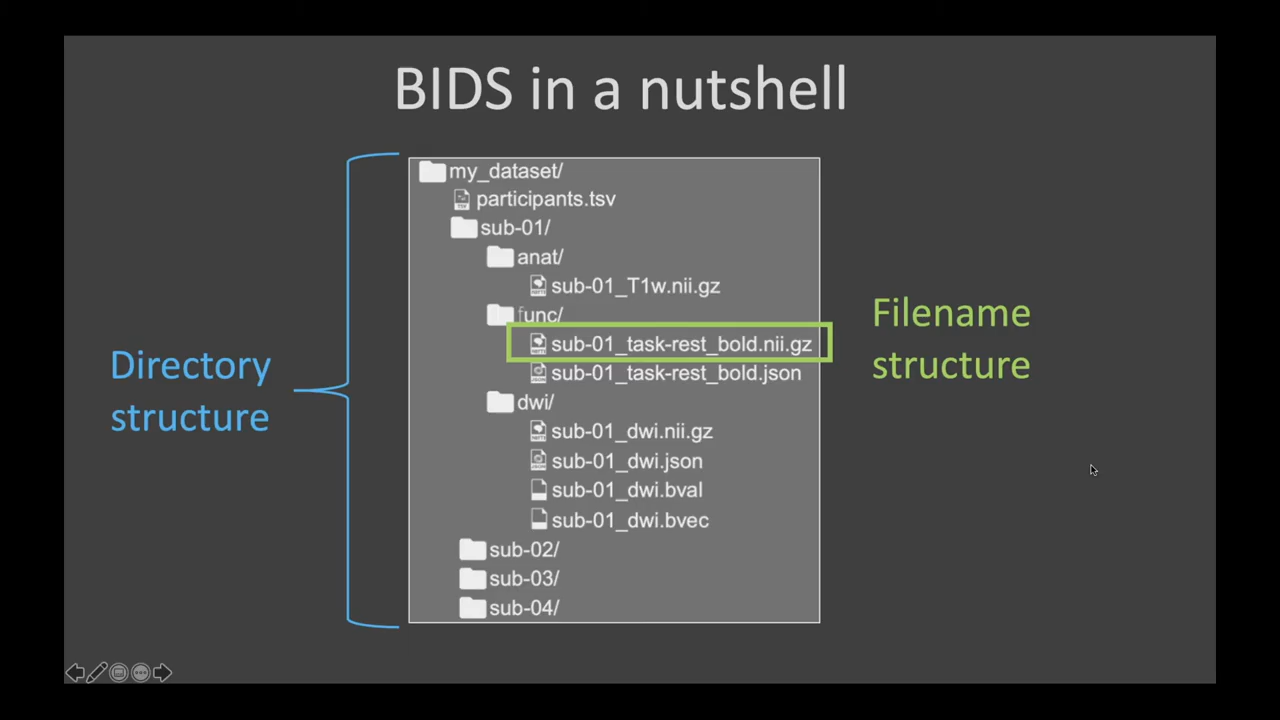 BIDS in a nutshell
my_dataset/
participants.tsv
sub-01/
anat/
sub-01_T1w.nii.gz
func/
sub-01_task-rest_bold.nii.gz
sub-01_task-rest_bold.json
dwi/
sub-01_dwi.nii.gz
sub-01_dwi.json
sub-01_dwi.bval
sub-01_dwi.bvec
sub-02/
sub-03/
sub-04/
Directory
structure
Filename
structure